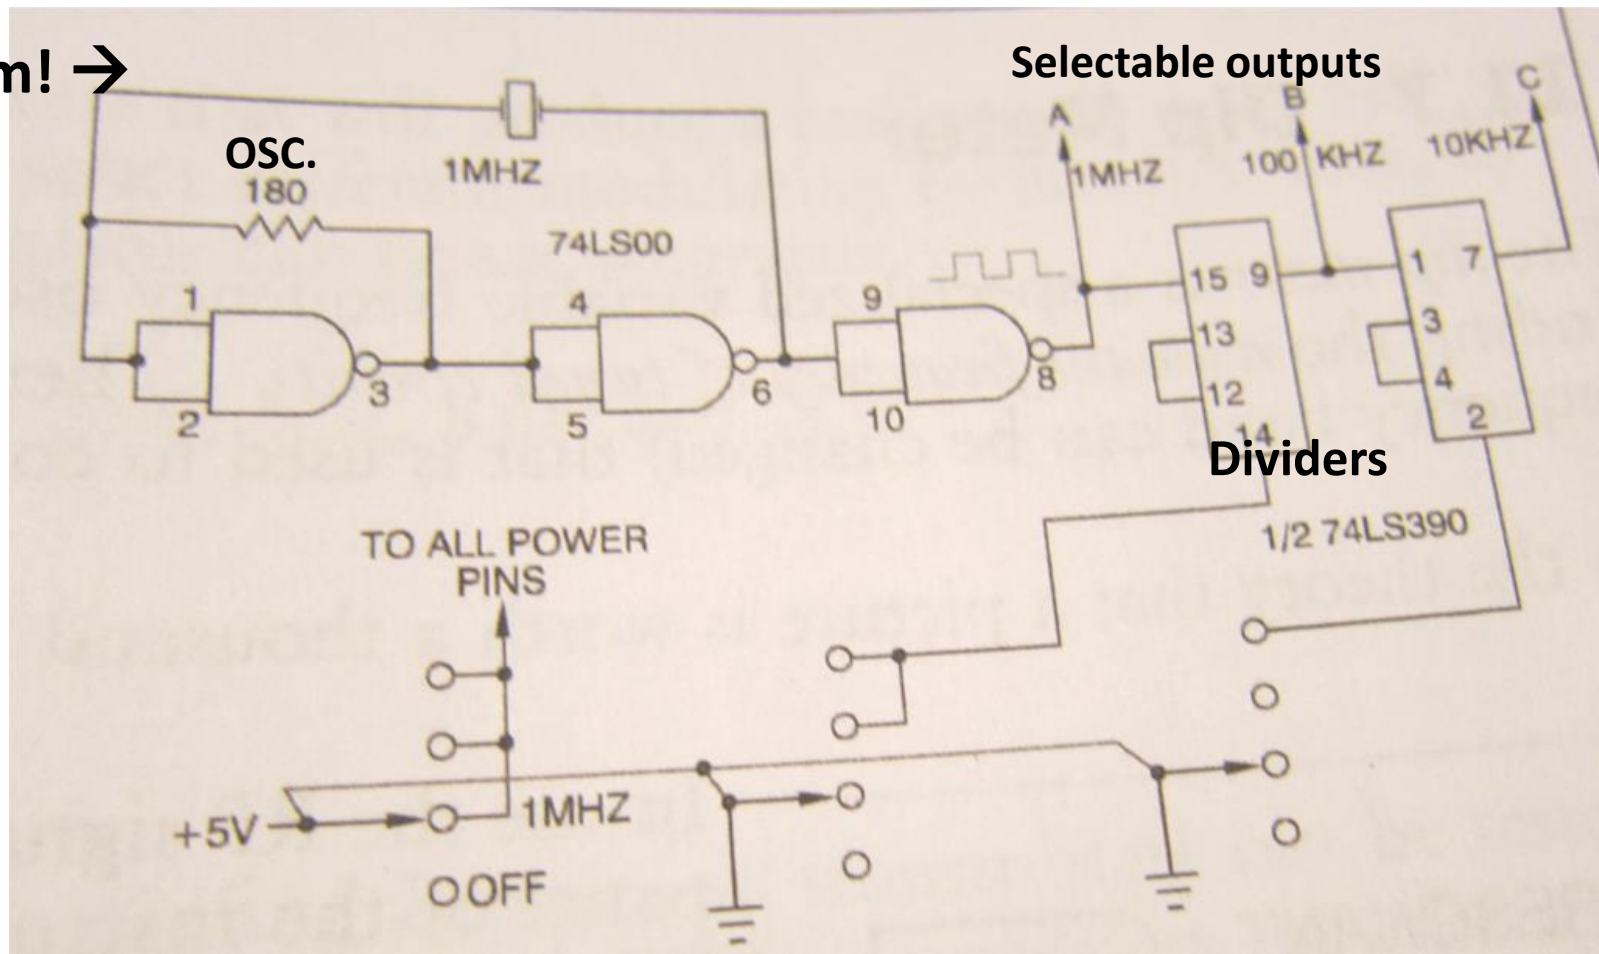 m! →
Selectable outputs
A
B
C
1MHZ
100 KHZ
10KHZ
OSC.
180
1MHZ
74LS00
1
2
3
4
5
6
9
10
8
15 9
13
12
14
1 7
3
4
2
Dividers
1/2 74LS390
TO ALL POWER
PINS
+5V
1MHZ
OFF